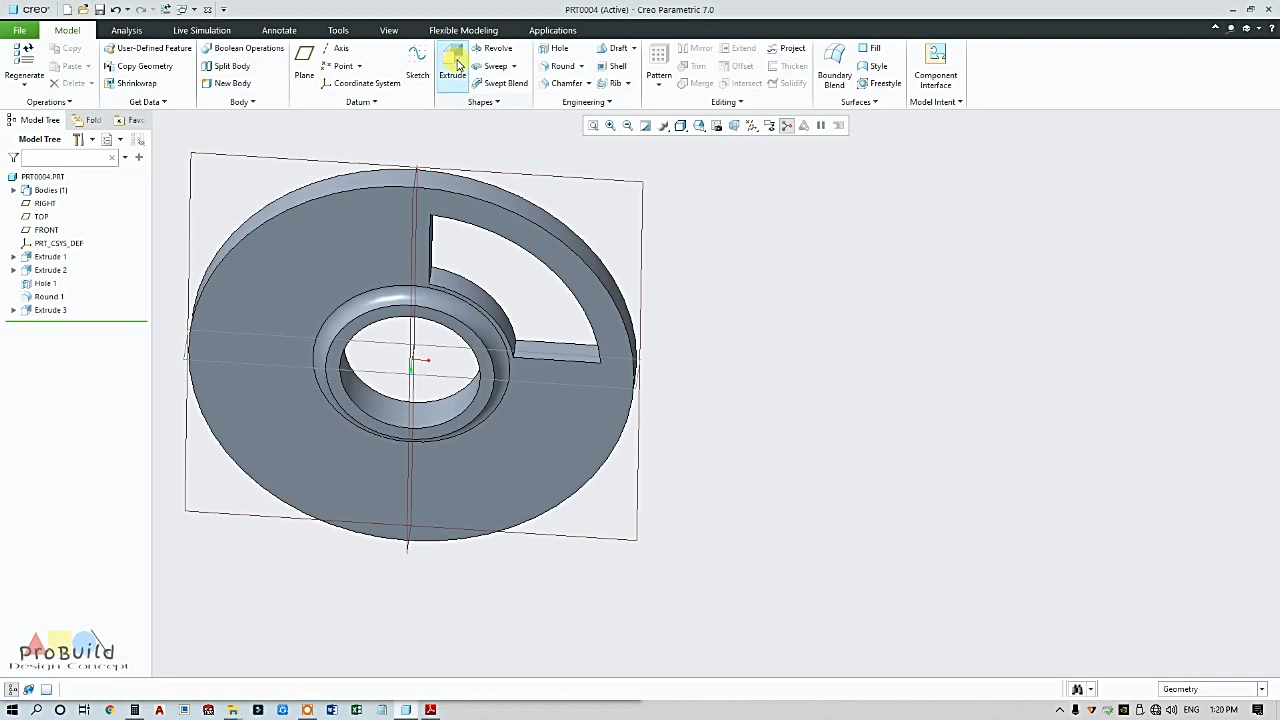 creo
PRT0004 (Active) - Creo Parametric 7.0
File Model Analysis Live Simulation Annotate Tools View Flexible Modeling Applications
Regenerate
Copy
Paste
Delete
Operations
User-Defined Feature
Copy Geometry
Shrinkwrap
Get Data
Boolean Operations
Split Body
New Body
Body
Plane
Axis
Point
Coordinate System
Sketch
Datum
Extrude
Revolve
Sweep
Swept Blend
Shapes
Hole
Round
Chamfer
Draft
Shell
Rib
Engineering
Pattern
Mirror
Trim
Merge
Extend
Offset
Intersect
Project
Thicken
Solidify
Editing
Boundary
Blend
Fill
Style
Freestyle
Surfaces
Component
Interface
Model Intent
Model Tree Fold Favo
Model Tree
PRT0004.PRT
Bodies (1)
RIGHT
TOP
FRONT
PRT_CSYS_DEF
Extrude 1
Extrude 2
Hole 1
Round 1
Extrude 3
ProBuild
Design Concept
Geometry
ENG
1:20 PM